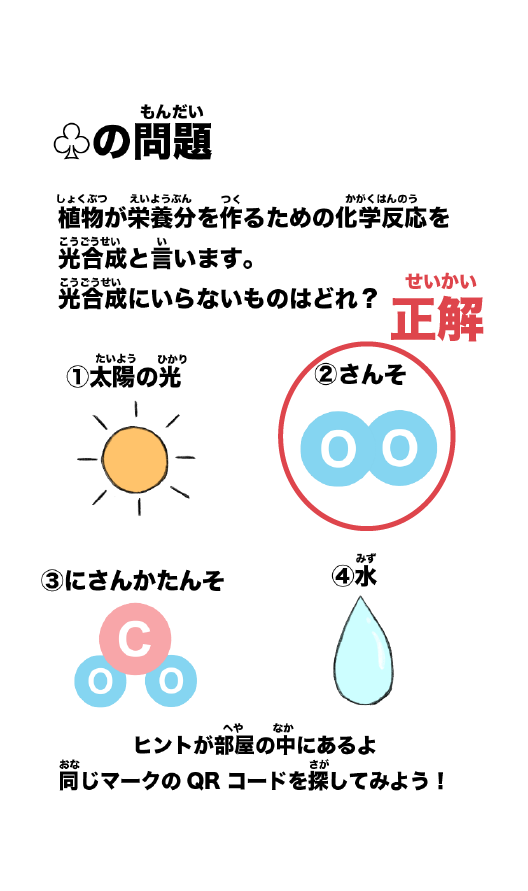 もんだい
♧の問題
しょくぶつ えいようぶん つく かがくはんのう
植物が栄養分を作るための化学反応を
こうごうせい い
光合成と言います。
こうごうせい
光合成にいらないものはどれ？
せいかい
正解
たいよう ひかり
①太陽の光
②さんそ
O O
③にさんかたんそ
C
O O
みず
④水
へや なか
ヒントが部屋の中にあるよ
おな さが
同じマークの QR コードを探してみよう！